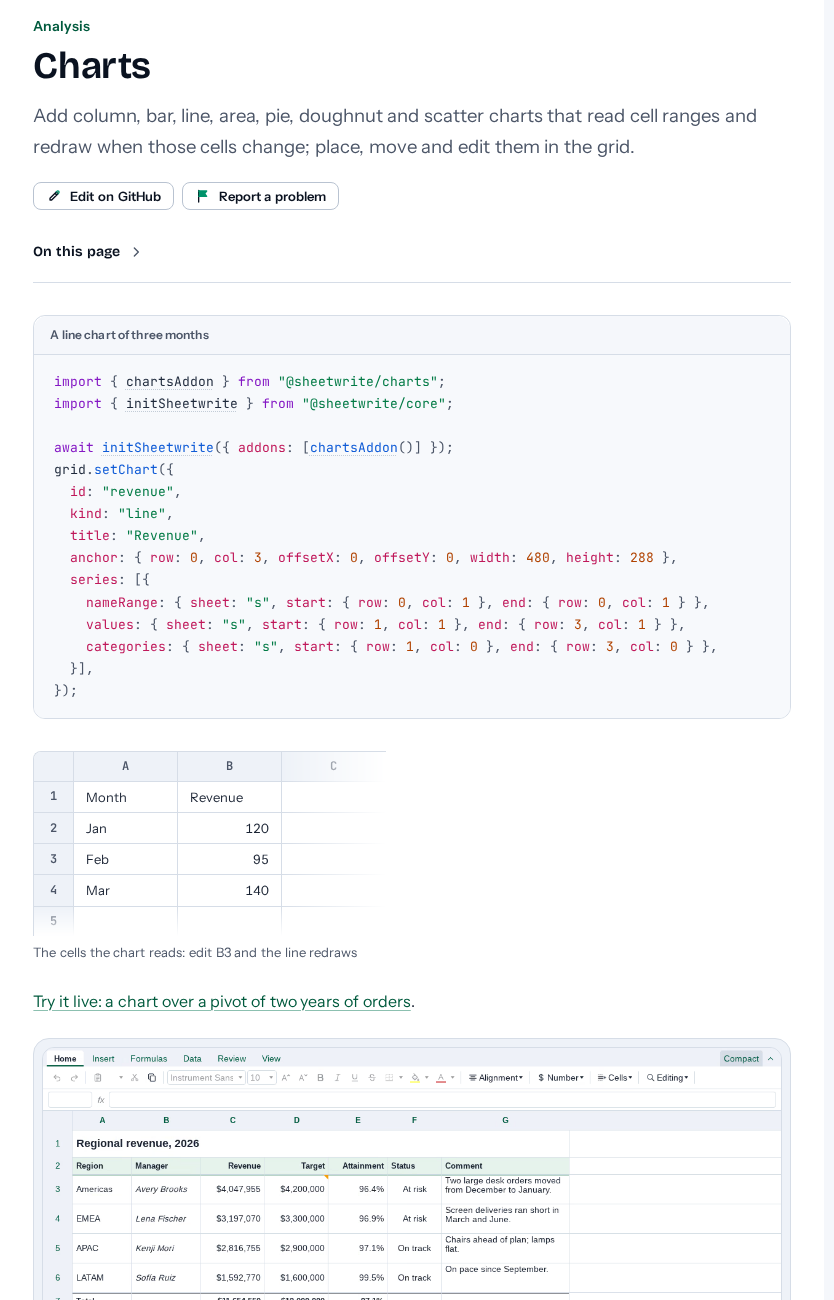 Analysis
Charts
Add column, bar, line, area, pie, doughnut and scatter charts that read cell ranges and
redraw when those cells change; place, move and edit them in the grid.
Edit on GitHub Report a problem
On this page
A line chart of three months
import { chartsAddon } from "@sheetwrite/charts";
import { initSheetwrite } from "@sheetwrite/core";
await initSheetwrite({ addons: [chartsAddon()] });
grid.setChart({
  id: "revenue",
  kind: "line",
  title: "Revenue",
  anchor: { row: 0, col: 3, offsetX: 0, offsetY: 0, width: 480, height: 288 },
  series: [{
    nameRange: { sheet: "s", start: { row: 0, col: 1 }, end: { row: 0, col: 1 } },
    values: { sheet: "s", start: { row: 1, col: 1 }, end: { row: 3, col: 1 } },
    categories: { sheet: "s", start: { row: 1, col: 0 }, end: { row: 3, col: 0 } },
  }],
});
A B C
1 Month Revenue
2 Jan 120
3 Feb 95
4 Mar 140
5
The cells the chart reads: edit B3 and the line redraws
Try it live: a chart over a pivot of two years of orders.
Home Insert Formulas Data Review View Compact
Instrument Sans 10 A A B I U S A Alignment $ Number Cells Editing
fx
A B C D E F G
1 Regional revenue, 2026
2 Region Manager Revenue Target Attainment Status Comment
3 Americas Avery Brooks $4,047,955 $4,200,000 96.4% At risk Two large desk orders moved
from December to January.
4 EMEA Lena Fischer $3,197,070 $3,300,000 96.9% At risk Screen deliveries ran short in
March and June.
5 APAC Kenji Mori $2,816,755 $2,900,000 97.1% On track Chairs ahead of plan; lamps
flat.
6 LATAM Sofia Ruiz $1,592,770 $1,600,000 99.5% On track On pace since September.